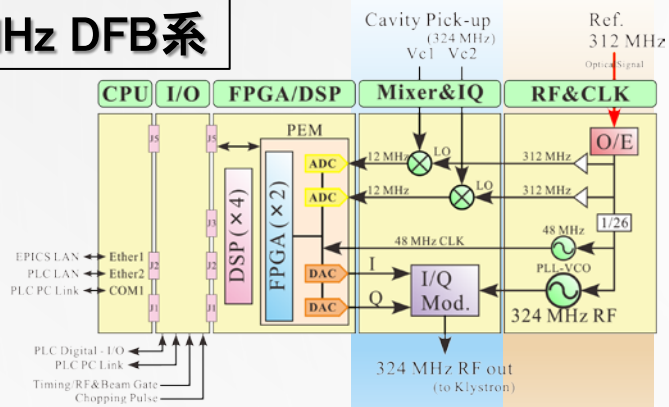 Hz DFB系
Cavity Pick-up
(324 MHz)
Vc1 Vc2
Ref.
312 MHz
Optical Signal
CPU
I/O
FPGA/DSP
Mixer&IQ
RF&CLK
PEM
J5
J5
O/E
ADC
12 MHz
LO
312 MHz
ADC
12 MHz
LO
312 MHz
DSP(×4)
FPGA(×2)
J3
1/26
48 MHz
48 MHz CLK
EPICS LAN
Ether1
PLC LAN
Ether2
PLC PC Link
COM1
J2
J2
DAC
I
I/Q
Mod.
PLL-VCO
324 MHz RF
J1
J1
DAC
Q
PLC Digital - I/O
PLC PC Link
Timing/RF&Beam Gate
Chopping Pulse
324 MHz RF out
(to Klystron)